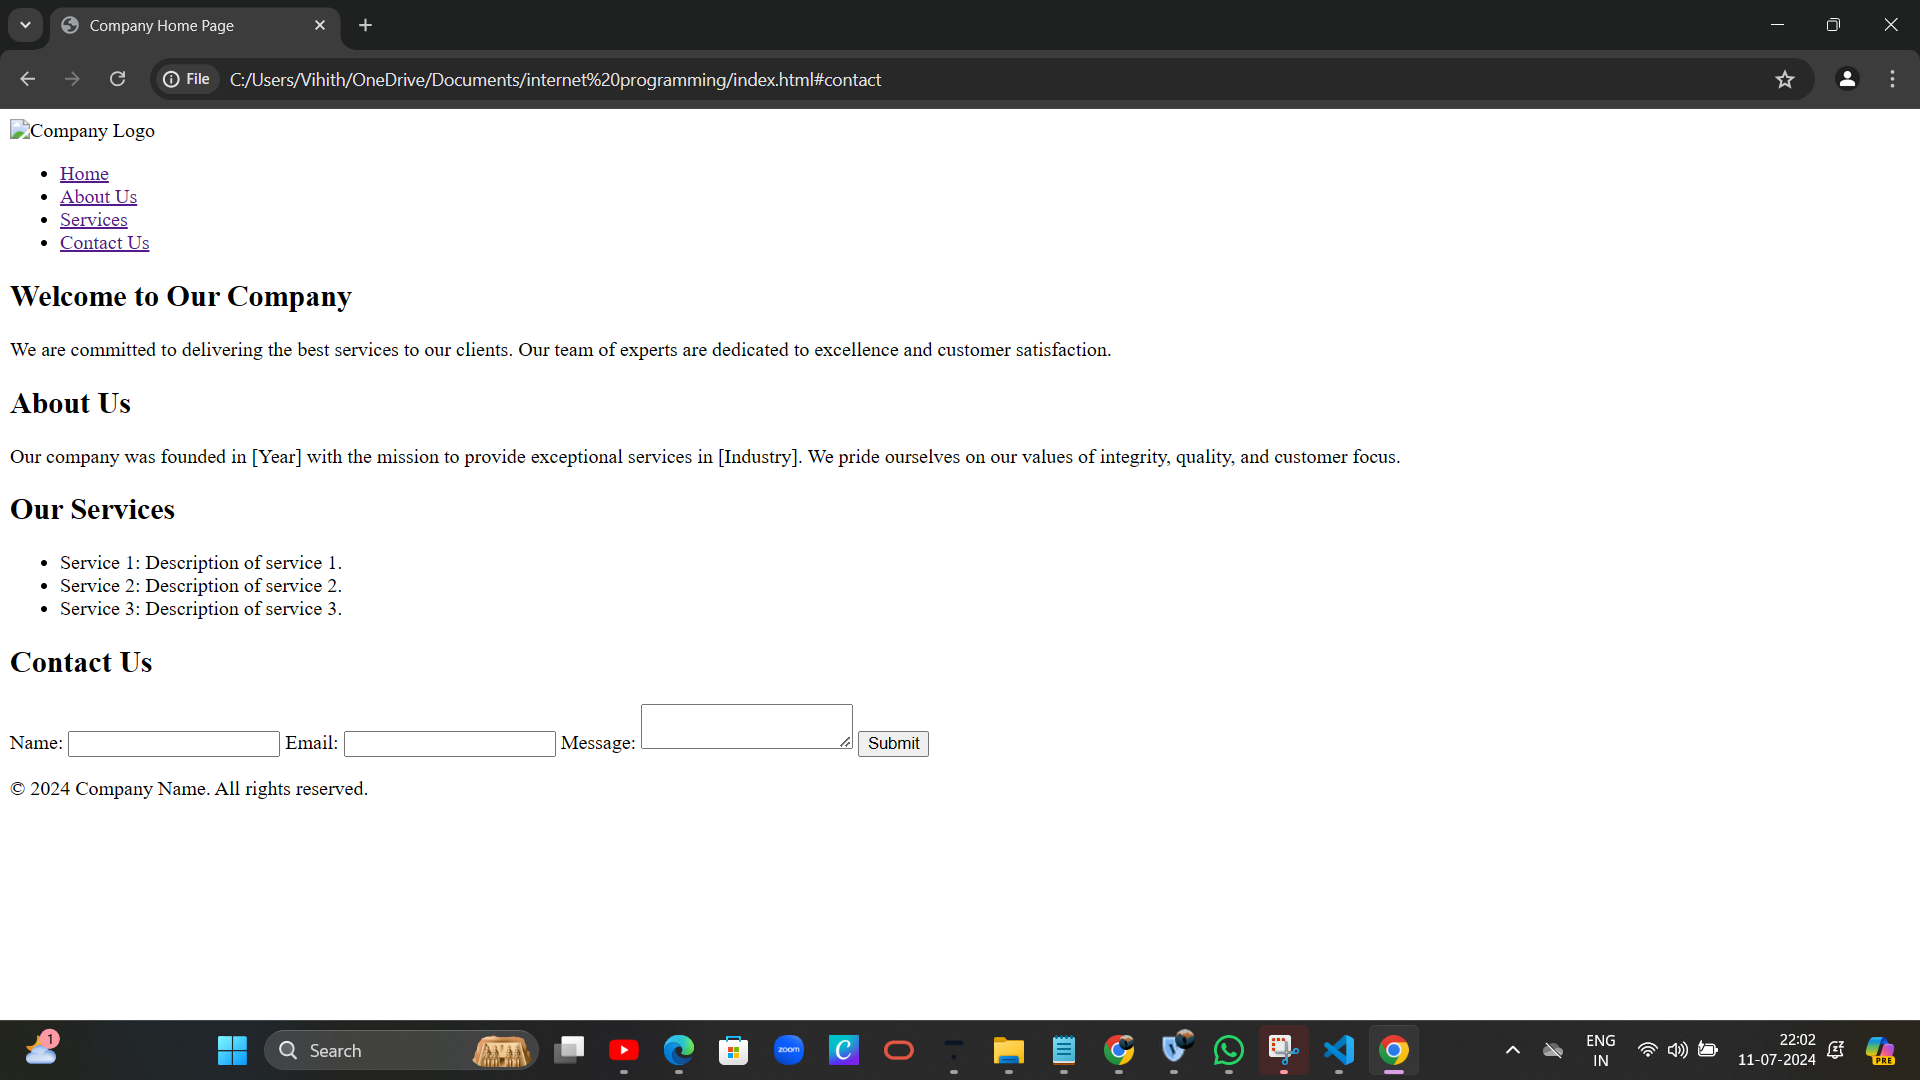 Company Home Page
File
C:/Users/Vihith/OneDrive/Documents/internet%20programming/index.html#contact
Company Logo
Home
About Us
Services
Contact Us
Welcome to Our Company
We are committed to delivering the best services to our clients. Our team of experts are dedicated to excellence and customer satisfaction.
About Us
Our company was founded in [Year] with the mission to provide exceptional services in [Industry]. We pride ourselves on our values of integrity, quality, and customer focus.
Our Services
Service 1: Description of service 1.
Service 2: Description of service 2.
Service 3: Description of service 3.
Contact Us
Name: Email: Message: Submit
© 2024 Company Name. All rights reserved.
1
Search
zoom
C
ENG
IN
22:02
11-07-2024
PRE